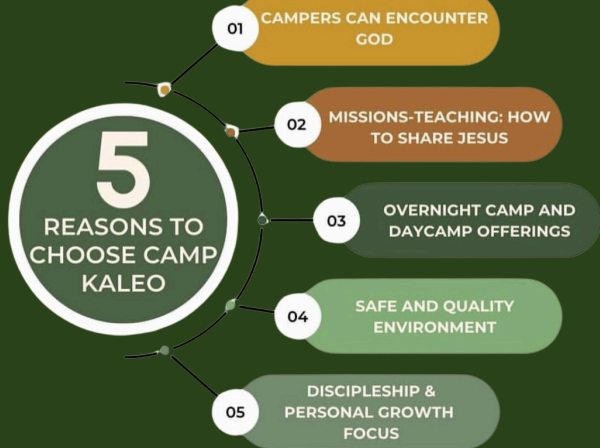 5
REASONS TO
CHOOSE CAMP
KALEO
01
CAMPERS CAN ENCOUNTER
GOD
02
MISSIONS-TEACHING: HOW
TO SHARE JESUS
03
OVERNIGHT CAMP AND
DAYCAMP OFFERINGS
04
SAFE AND QUALITY
ENVIRONMENT
05
DISCIPLESHIP &
PERSONAL GROWTH
FOCUS